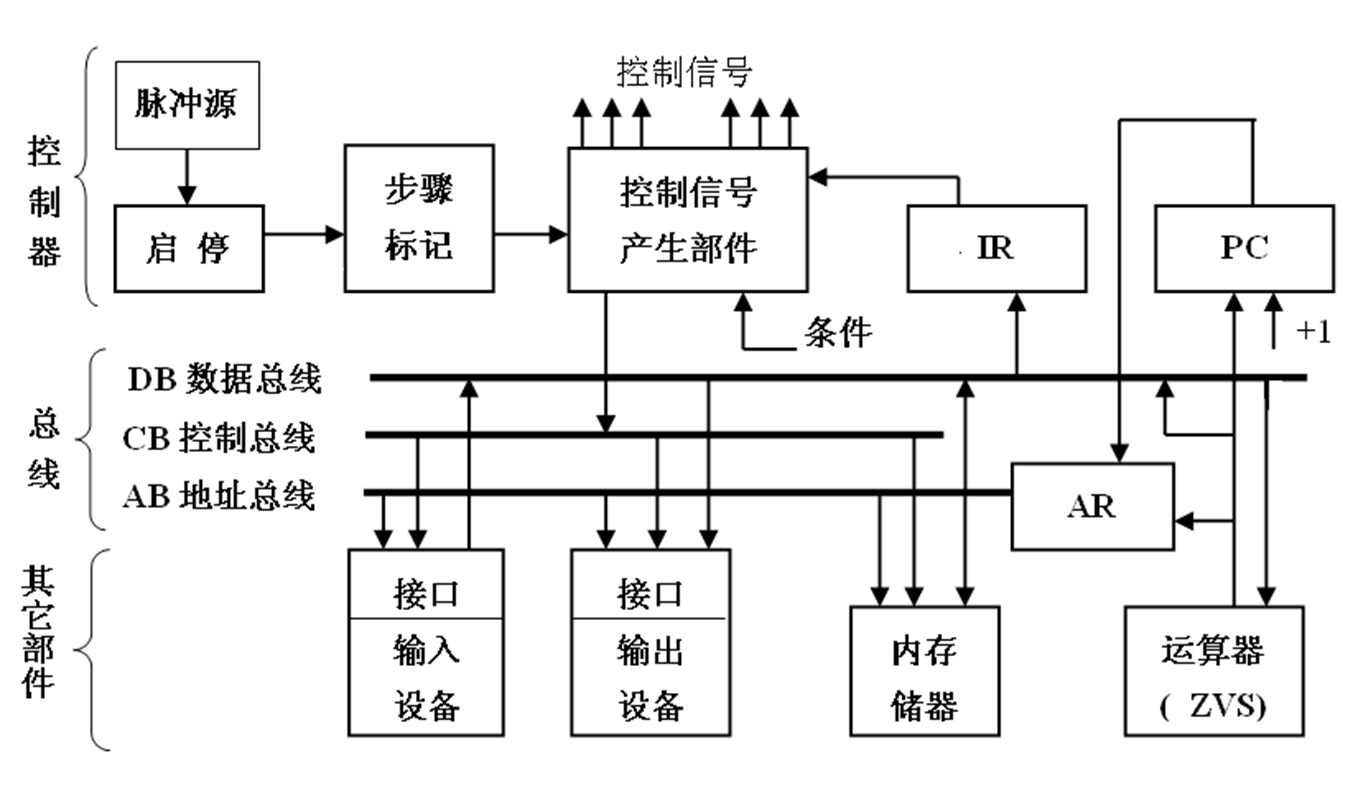 控制器
脉冲源
启 停
步骤
标记
控制信号
控制信号
产生部件
IR
PC
条件
+1
总线
DB 数据总线
CB 控制总线
AB 地址总线
AR
其它部件
接口
输入
设备
接口
输出
设备
内存
储器
运算器
( ZVS)